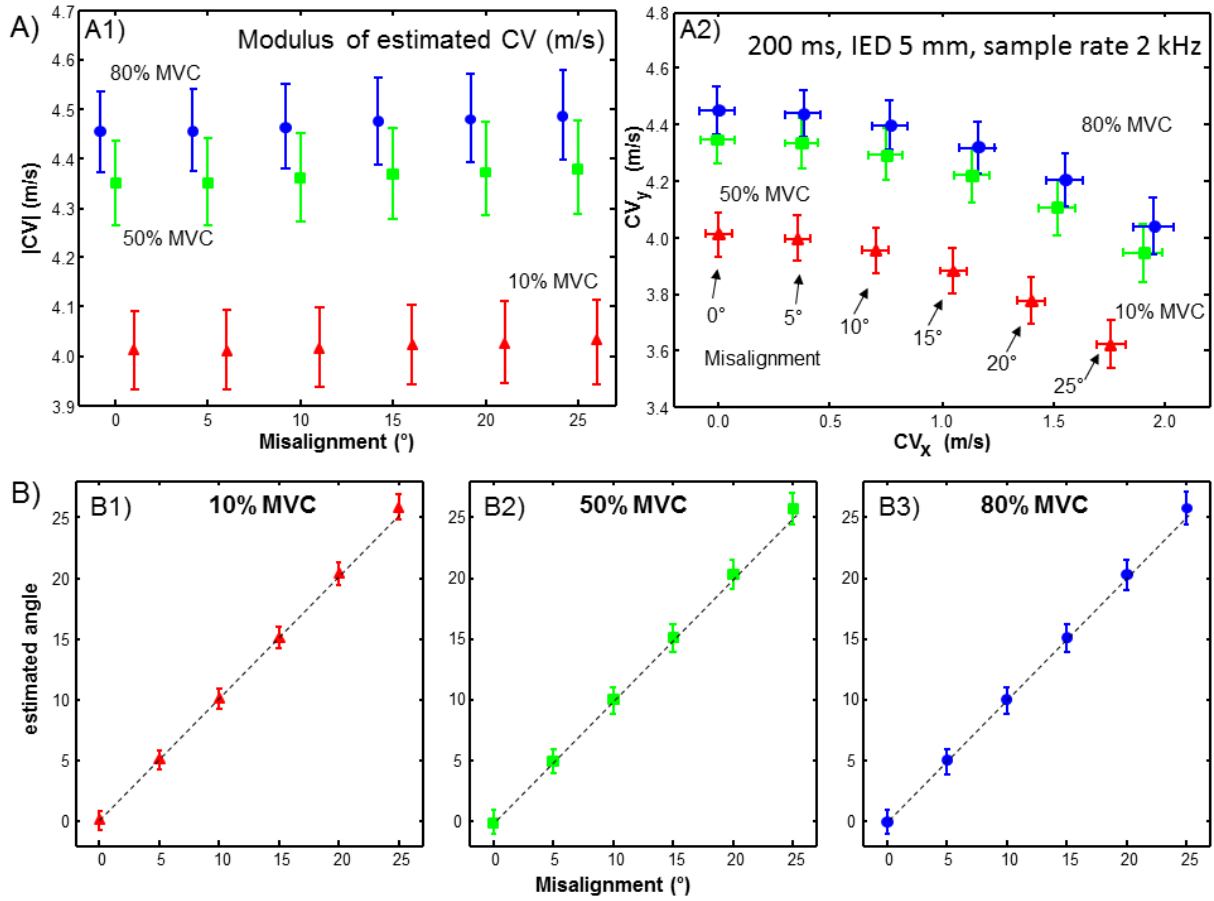 A)
A1)
Modulus of estimated CV (m/s)
80% MVC
50% MVC
10% MVC
|CV| (m/s)
4.7
4.6
4.5
4.4
4.3
4.2
4.1
4.0
3.9
0 5 10 15 20 25
Misalignment (°)
A2)
200 ms, IED 5 mm, sample rate 2 kHz
80% MVC
50% MVC
10% MVC
CVy (m/s)
4.8
4.6
4.4
4.2
4.0
3.8
3.6
3.4
0° 5° 10° 15° 20° 25°
Misalignment
0.0 0.5 1.0 1.5 2.0
CVX (m/s)
B)
B1) 10% MVC
estimated angle
25
20
15
10
5
0
0 5 10 15 20 25
B2) 50% MVC
25
20
15
10
5
0
0 5 10 15 20 25
Misalignment (°)
B3) 80% MVC
25
20
15
10
5
0
0 5 10 15 20 25